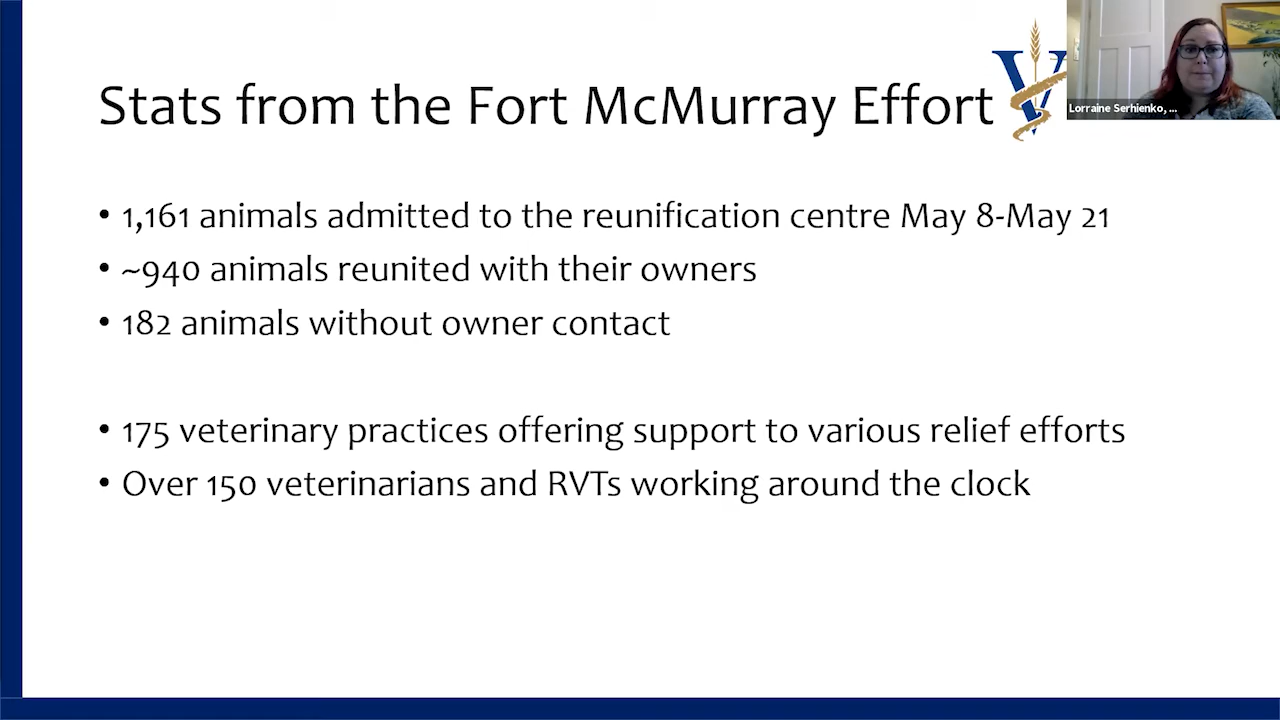 Stats from the Fort McMurray Effort
Lorraine Serhienko, ...
• 1,161 animals admitted to the reunification centre May 8-May 21
• ~940 animals reunited with their owners
• 182 animals without owner contact
• 175 veterinary practices offering support to various relief efforts
• Over 150 veterinarians and RVTs working around the clock